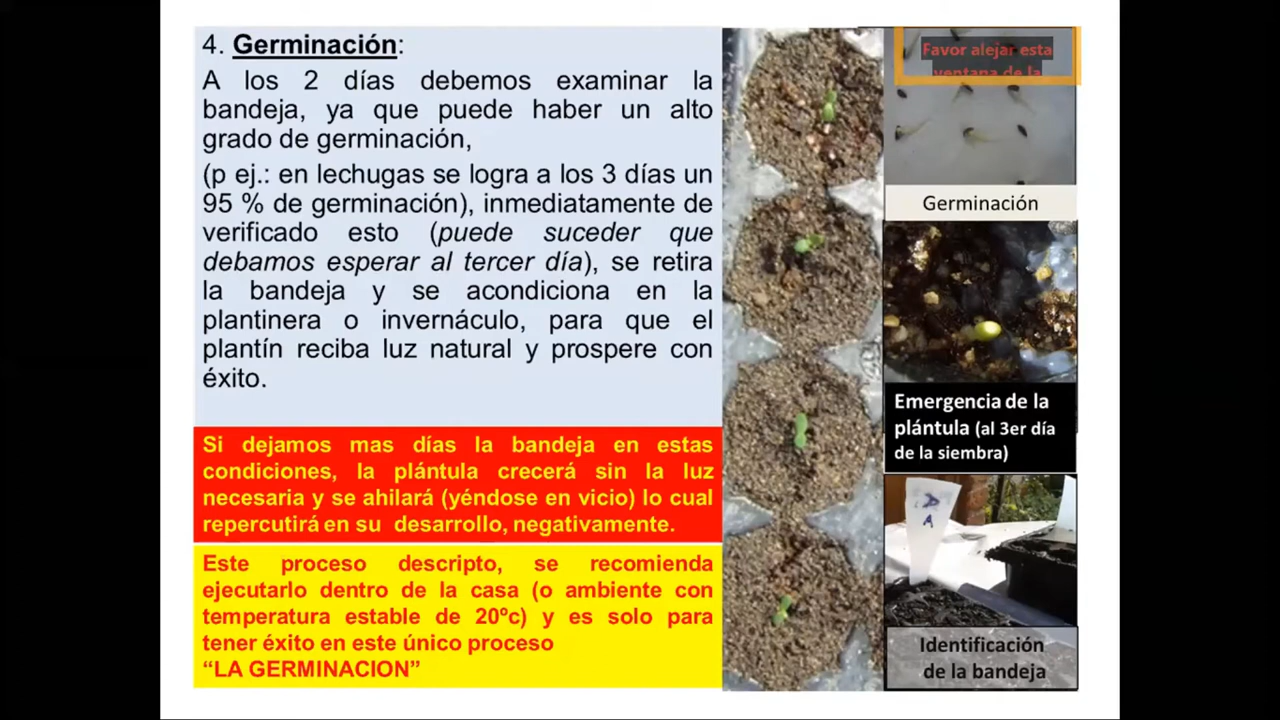 4. Germinación:
A los 2 días debemos examinar la
bandeja, ya que puede haber un alto
grado de germinación,
(p ej.: en lechugas se logra a los 3 días un
95 % de germinación), inmediatamente de
verificado esto (puede suceder que
debamos esperar al tercer día), se retira
la bandeja y se acondiciona en la
plantinera o invernáculo, para que el
plantín reciba luz natural y prospere con
éxito.
Si dejamos mas días la bandeja en estas
condiciones, la plántula crecerá sin la luz
necesaria y se ahilará (yéndose en vicio) lo cual
repercutirá en su desarrollo, negativamente.
Este proceso descripto, se recomienda
ejecutarlo dentro de la casa (o ambiente con
temperatura estable de 20ºc) y es solo para
tener éxito en este único proceso
“LA GERMINACION”
Favor alejar esta
ventana de la
Germinación
Emergencia de la
plántula (al 3er día
de la siembra)
A
Identificación
de la bandeja